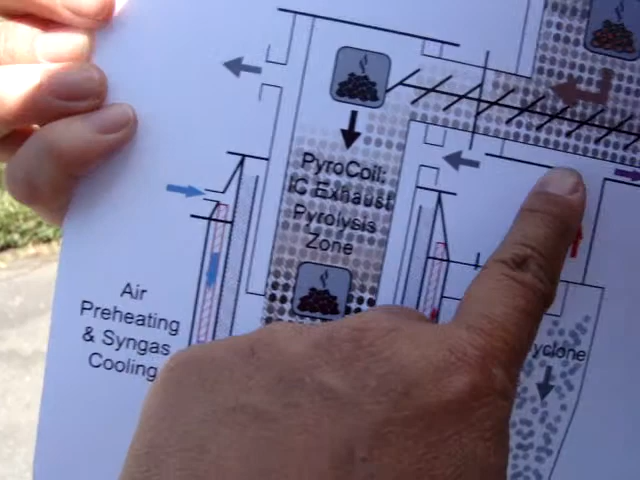 PyroCoil:
IC Exhaust
Pyrolysis
Zone
Air
Preheating
& Syngas
Cooling
yclone